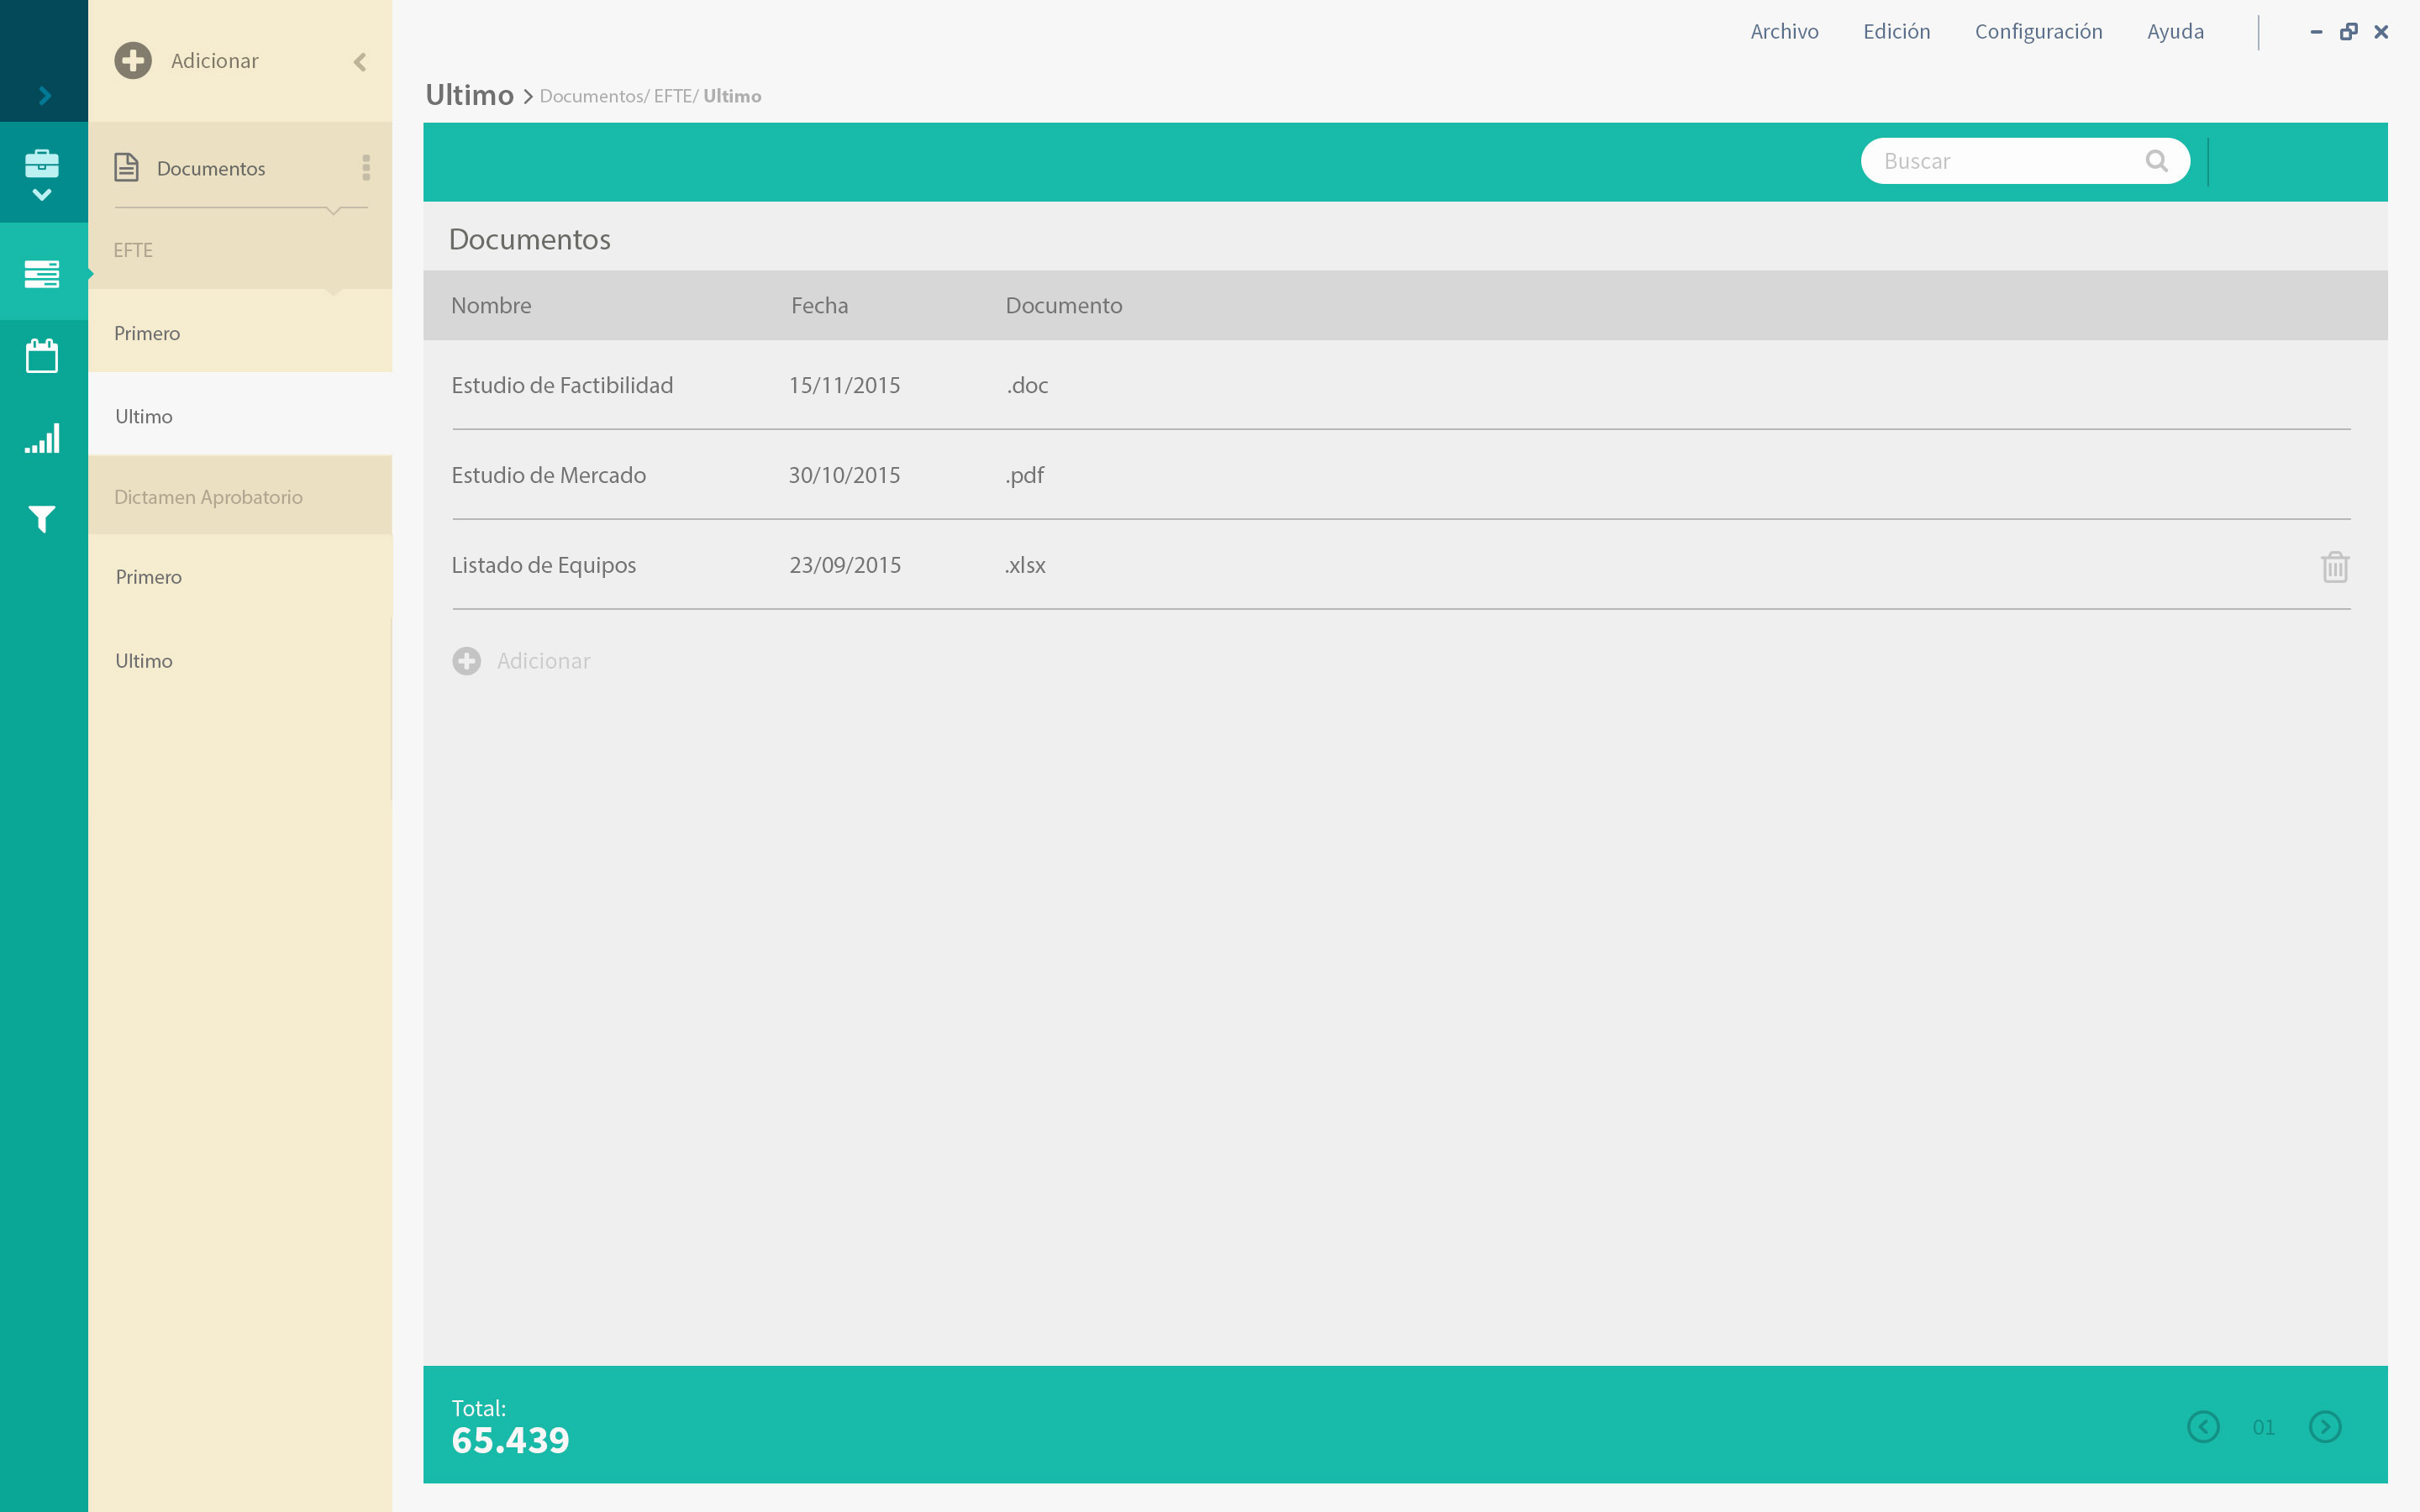 Archivo Edición Configuración Ayuda
Adicionar
Ultimo > Documentos/ EFTE/ Ultimo
Buscar
Documentos
EFTE
Primero
Ultimo
Dictamen Aprobatorio
Primero
Ultimo
Documentos
Nombre Fecha Documento
Estudio de Factibilidad 15/11/2015 .doc
Estudio de Mercado 30/10/2015 .pdf
Listado de Equipos 23/09/2015 .xlsx
Adicionar
Total:
65.439
01